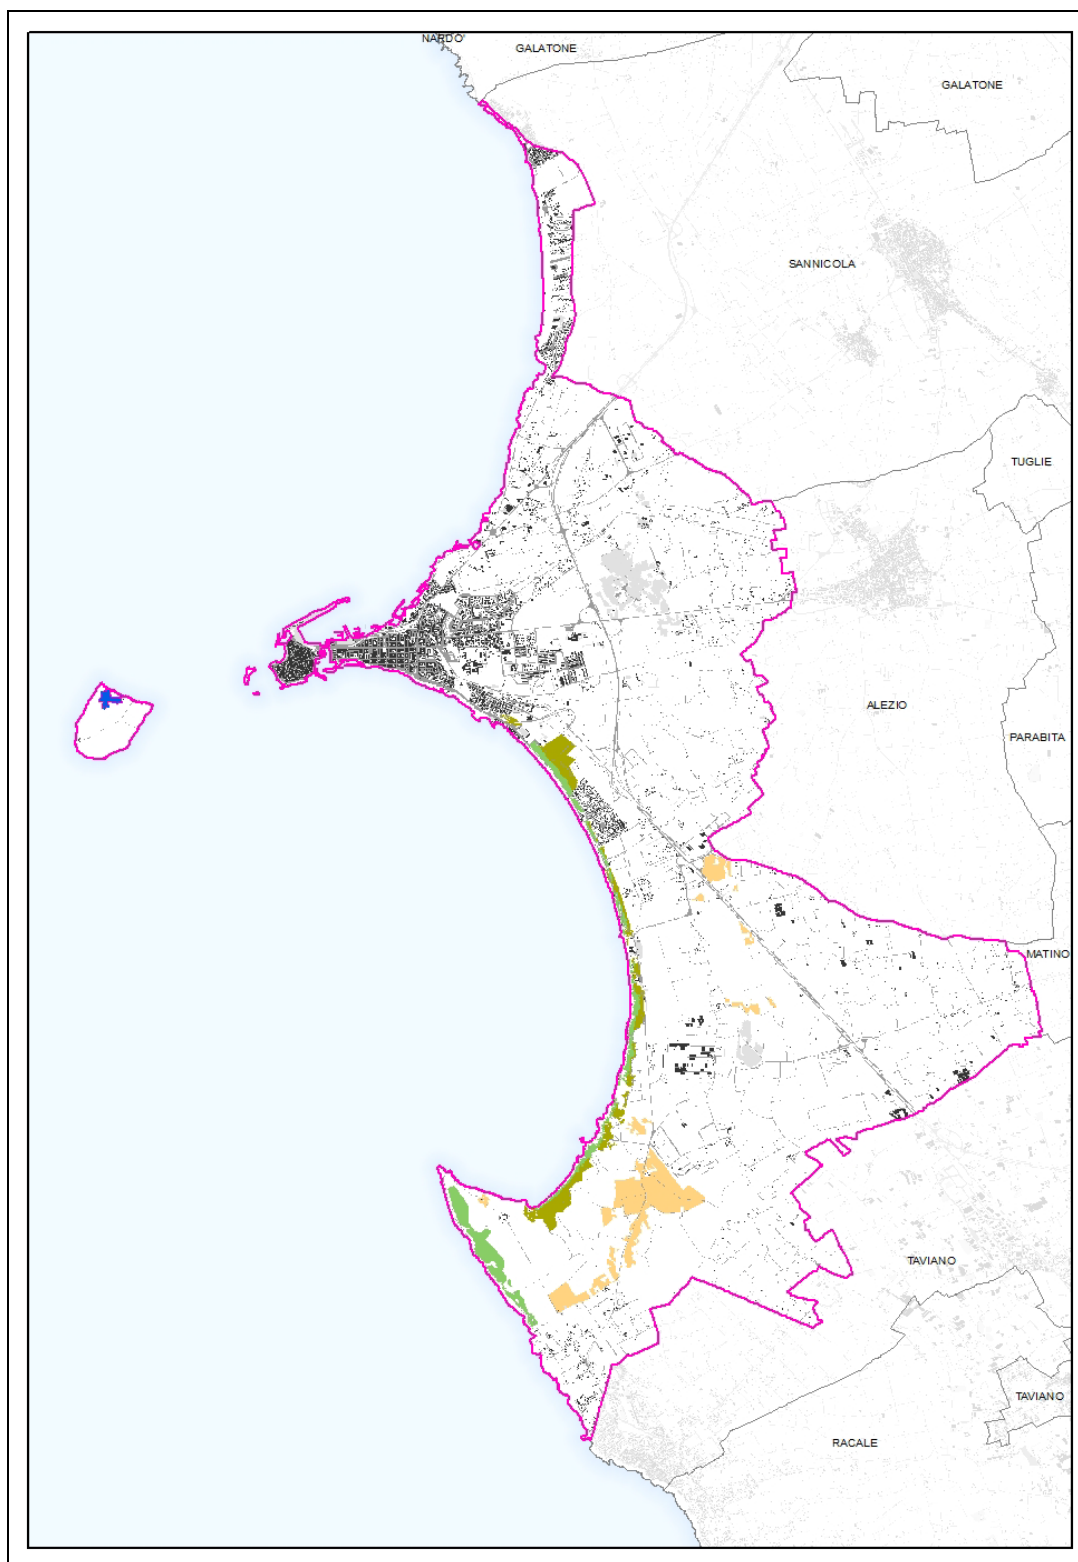 NARDO'
GALATONE
GALATONE
SANNICOLA
TUGLIE
ALEZIO
PARABITA
MATINO
TAVIANO
TAVIANO
RACALE